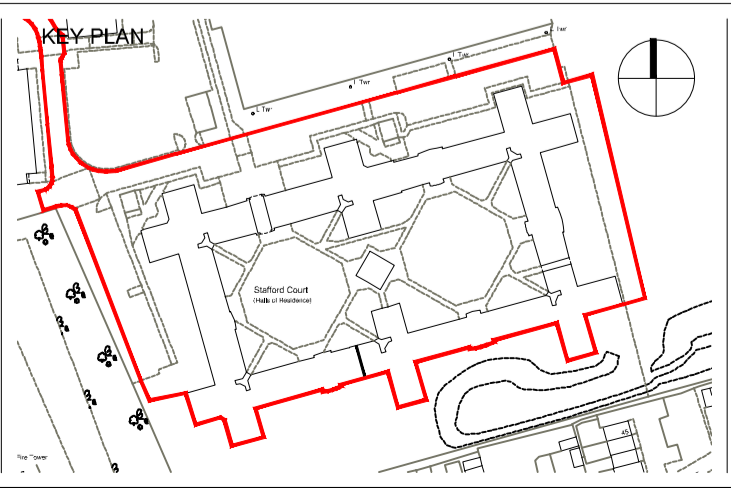 KEY PLAN
L Twr
L Twr
L Twr
L Twr
Stafford Court
(Halls of Residence)
45
Fire Tower